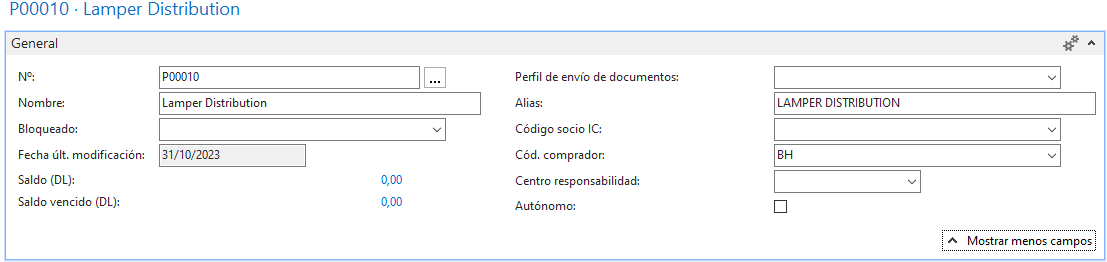 P00010 · Lamper Distribution
General
Nº: P00010 ...
Nombre: Lamper Distribution
Bloqueado:
Fecha últ. modificación: 31/10/2023
Saldo (DL): 0,00
Saldo vencido (DL): 0,00
Perfil de envío de documentos:
Alias: LAMPER DISTRIBUTION
Código socio IC:
Cód. comprador: BH
Centro responsabilidad:
Autónomo:
Mostrar menos campos